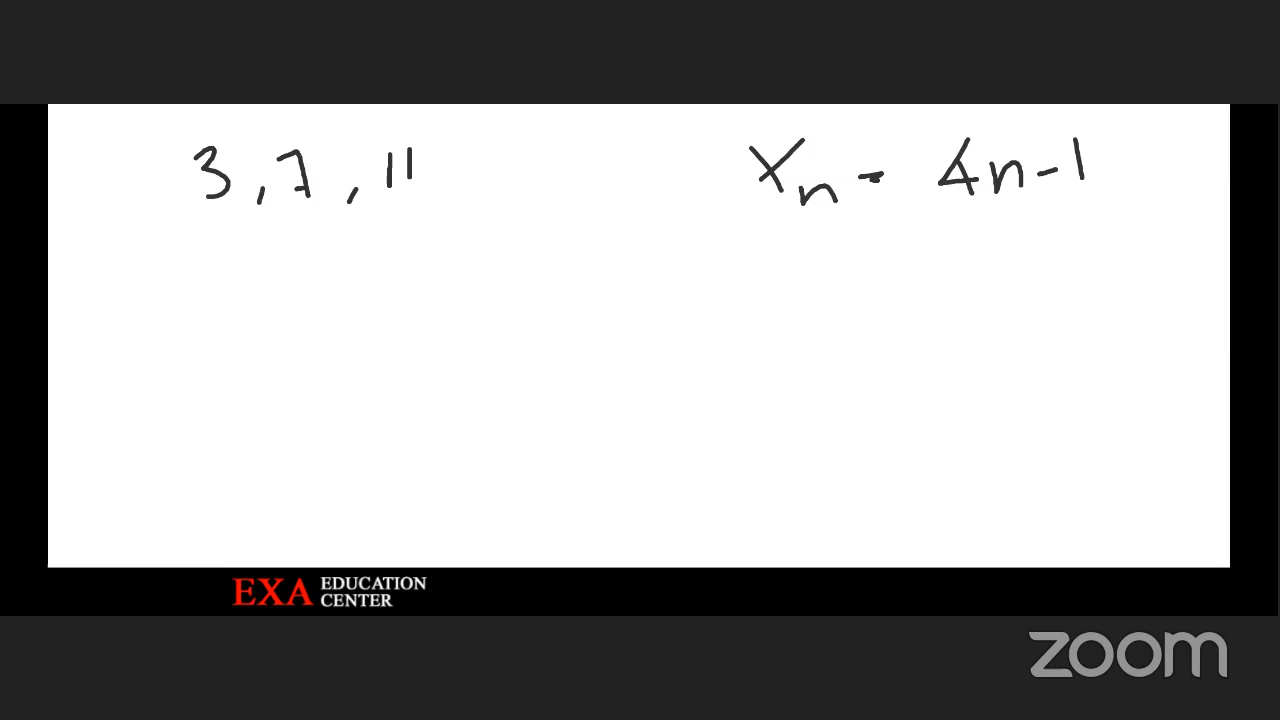 3, 7, 11 Xn = 4n-1
EXA EDUCATION
CENTER
zoom